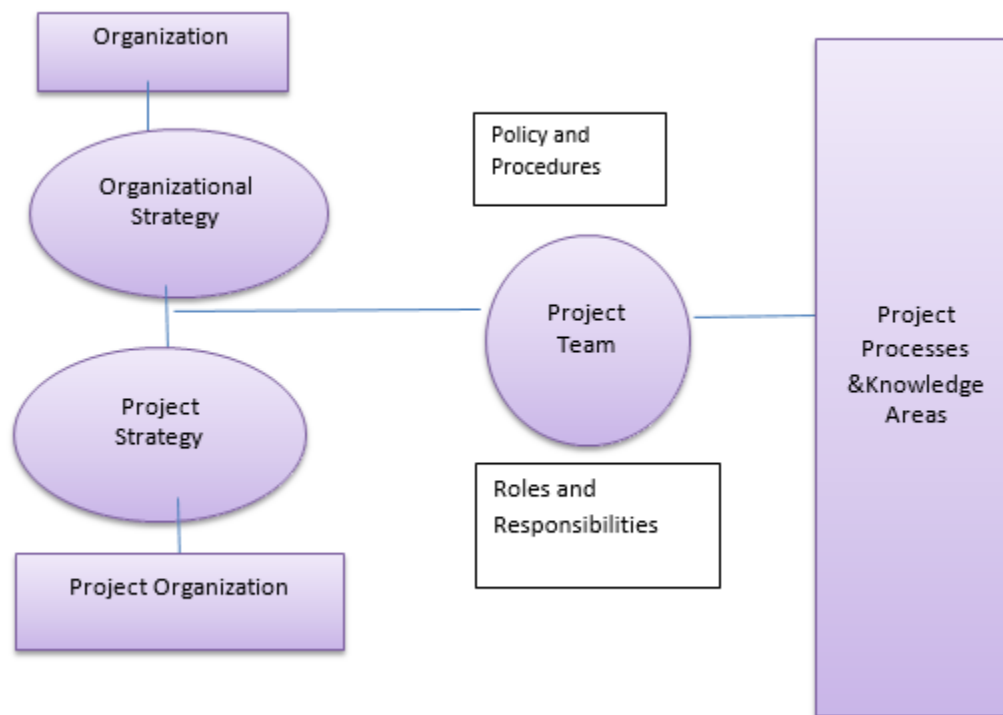 Organization
Organizational
Strategy
Project
Strategy
Project Organization
Policy and
Procedures
Project
Team
Roles and
Responsibilities
Project
Processes
&Knowledge
Areas